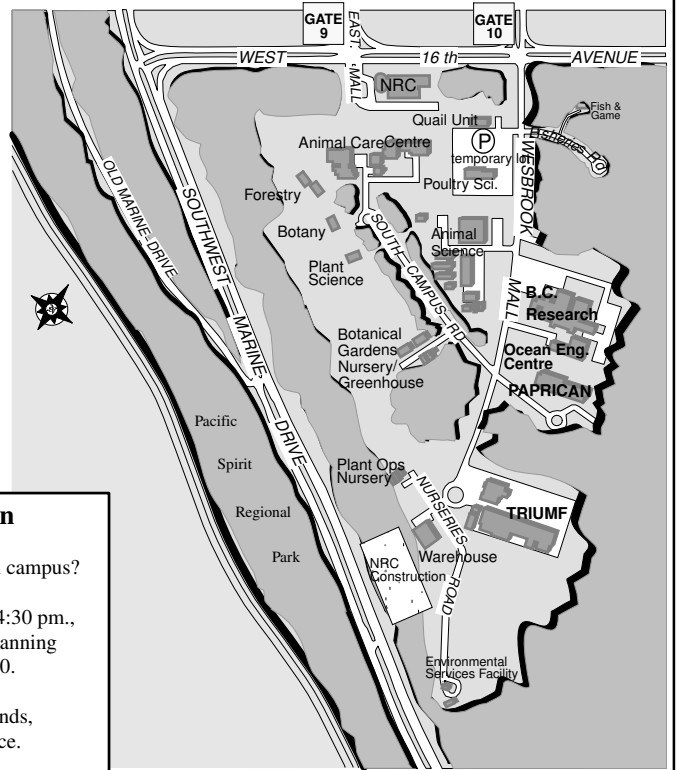 GATE
9
GATE
10
EAST MALL
WEST 16 th AVENUE
NRC
Quail Unit
Fish &
Game
P
temporary lot
Fisheries Rd
Animal Care Centre
Poultry Sci.
WESBROOK MALL
Forestry
Botany
Plant
Science
OLD MARINE DRIVE
SOUTHWEST MARINE DRIVE
SOUTH CAMPUS RD
Animal
Science
B.C.
Research
Ocean Eng.
Centre
PAPRICAN
Botanical
Gardens
Nursery/
Greenhouse
Pacific
Spirit
Regional
Park
Plant Ops
Nursery
NURSERIES ROAD
TRIUMF
Warehouse
NRC
Construction
Environmental
Services Facility
n
campus?
4:30 pm.,
anning
0.
nds,
ce.